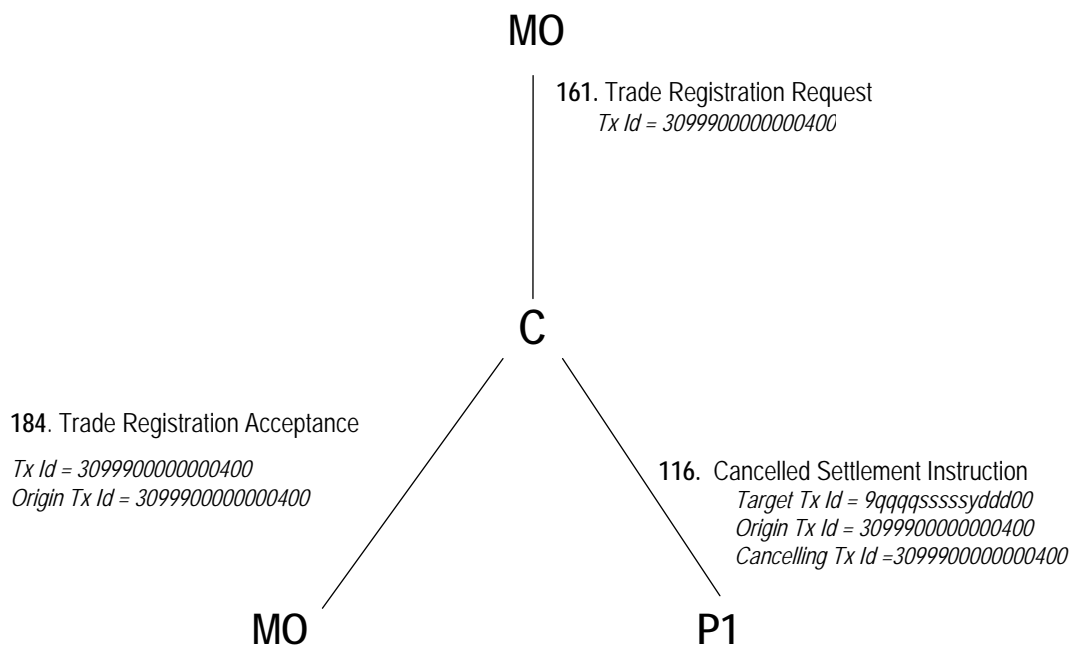 MO
161. Trade Registration Request
Tx Id = 3099900000000400
C
184. Trade Registration Acceptance
Tx Id = 3099900000000400
Origin Tx Id = 3099900000000400
116. Cancelled Settlement Instruction
Target Tx Id = 9qqqqsssssyddd00
Origin Tx Id = 3099900000000400
Cancelling Tx Id =3099900000000400
MO
P1